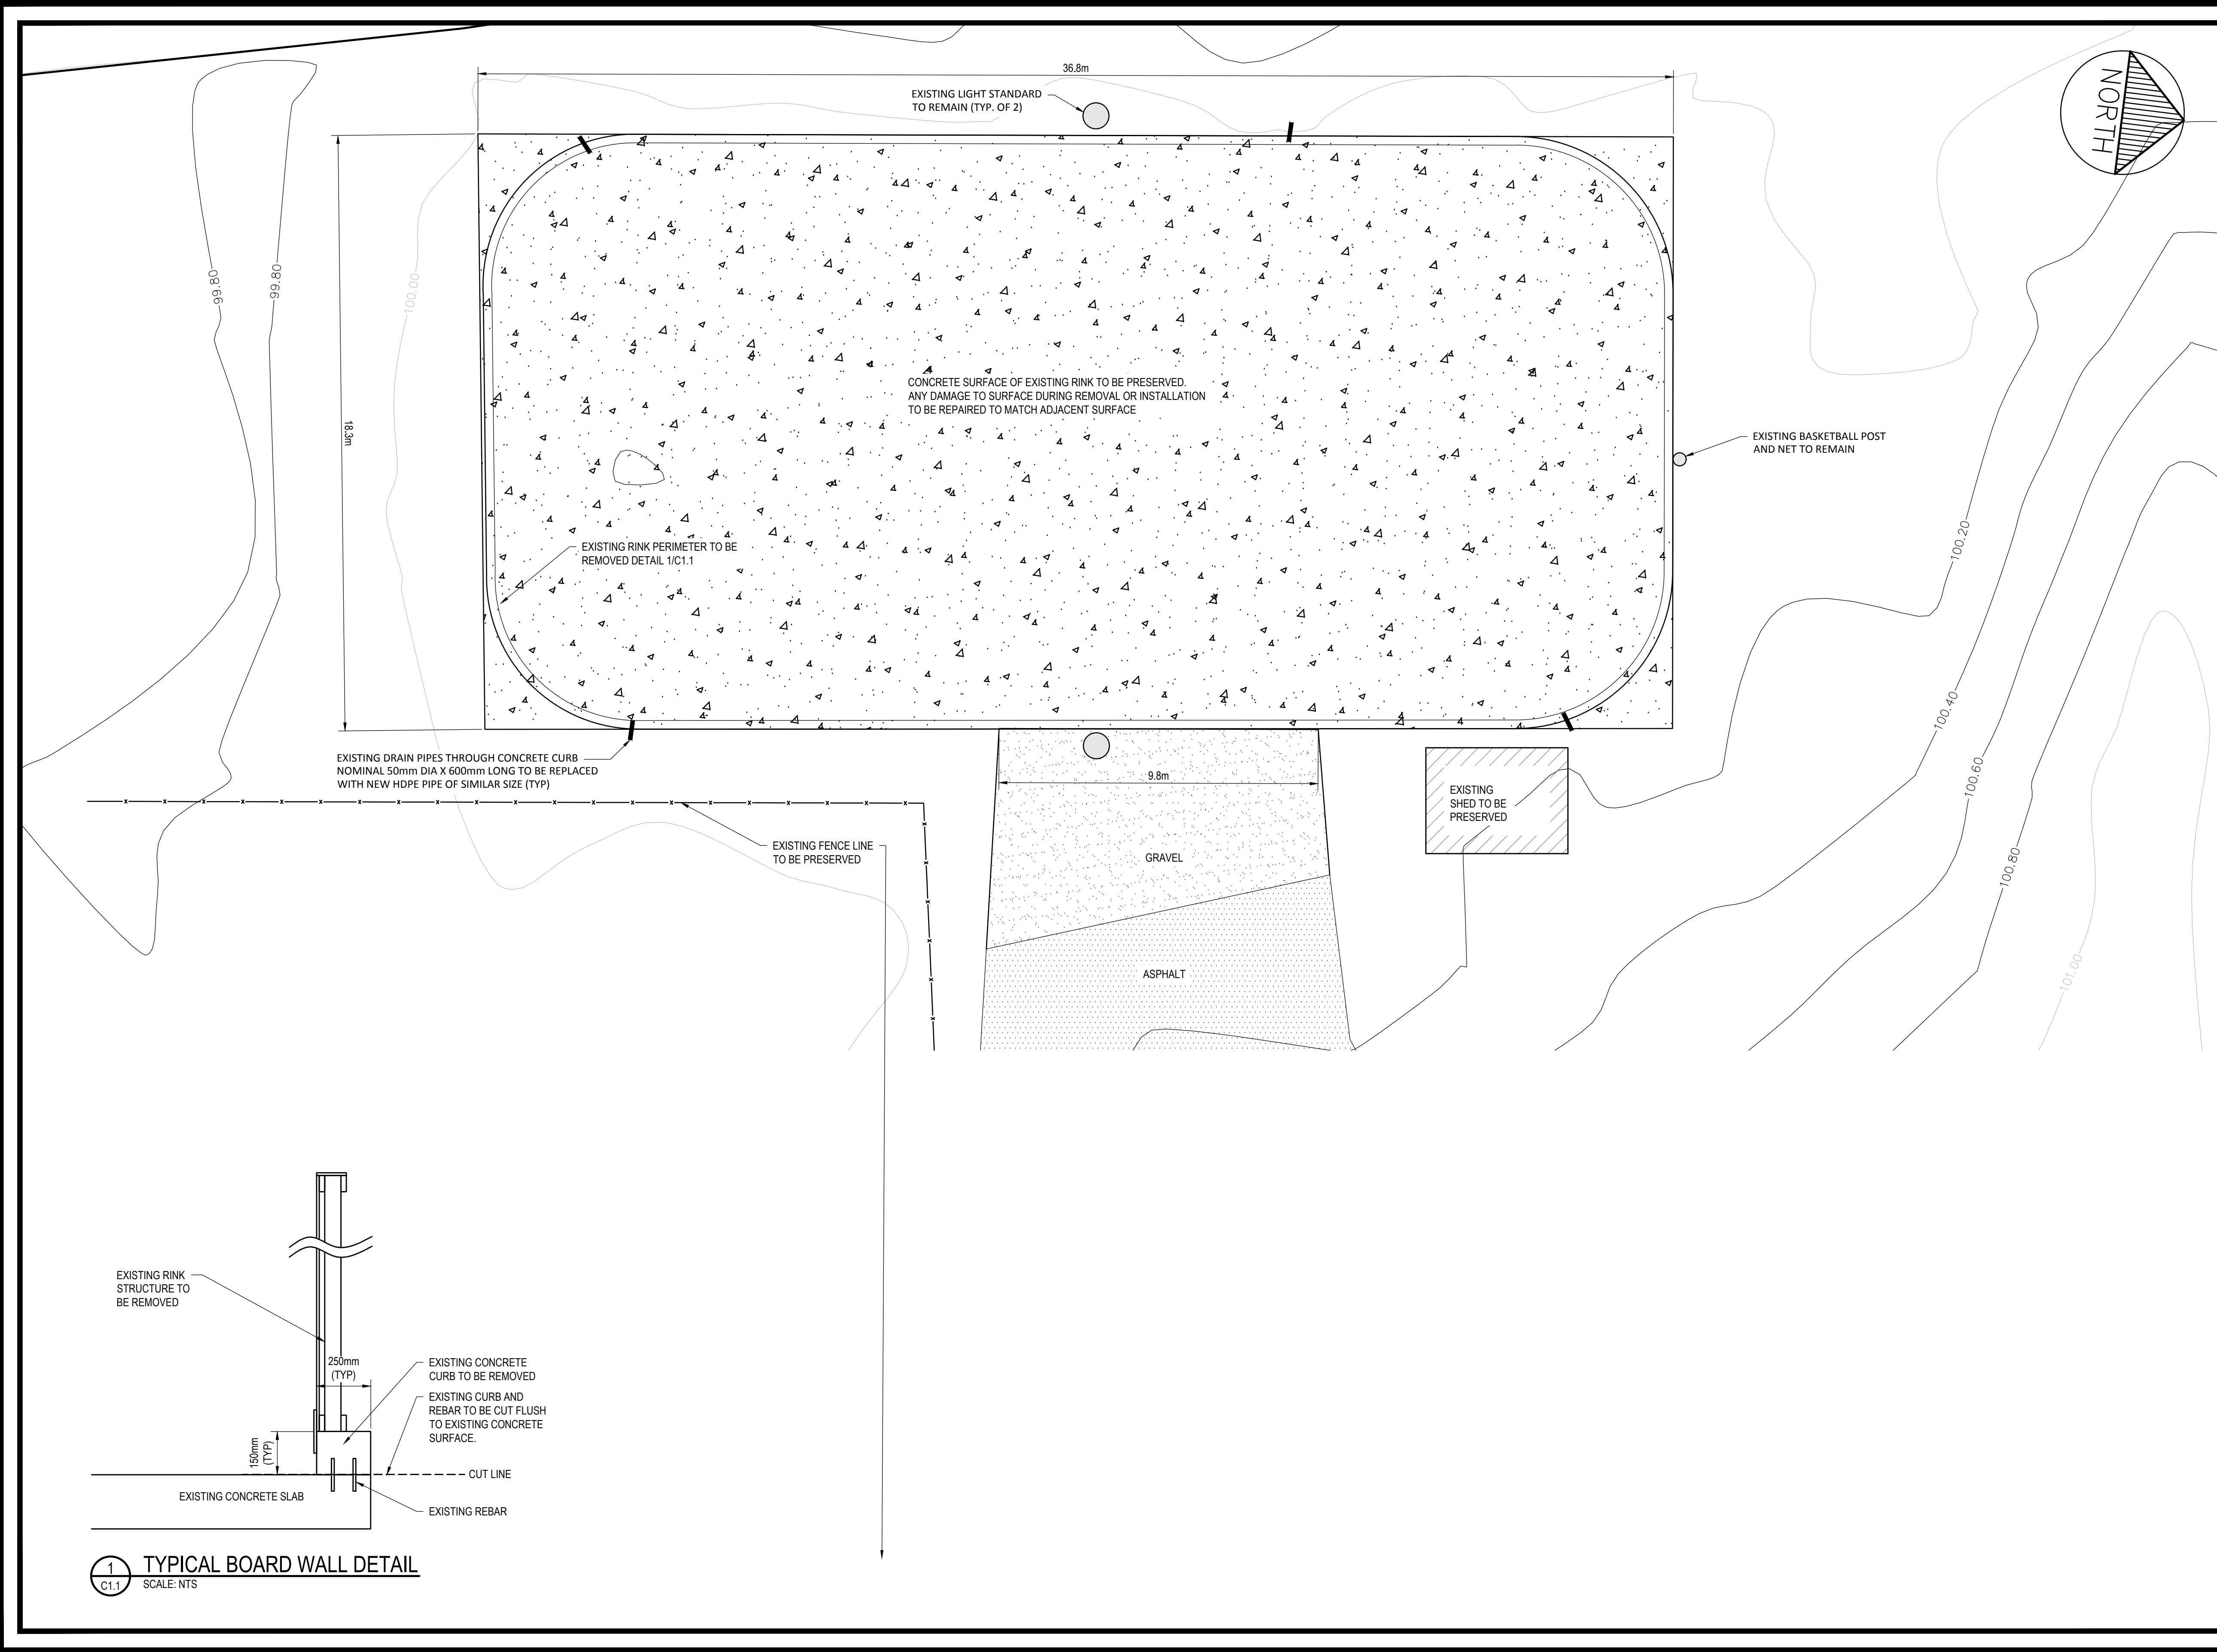 36.8m
EXISTING LIGHT STANDARD
TO REMAIN (TYP. OF 2)
NORTH
99.80
99.80
100.00
18.3m
CONCRETE SURFACE OF EXISTING RINK TO BE PRESERVED.
ANY DAMAGE TO SURFACE DURING REMOVAL OR INSTALLATION
TO BE REPAIRED TO MATCH ADJACENT SURFACE
EXISTING BASKETBALL POST
AND NET TO REMAIN
EXISTING RINK PERIMETER TO BE
REMOVED DETAIL 1/C1.1
100.20
100.40
100.60
100.80
101.00
EXISTING DRAIN PIPES THROUGH CONCRETE CURB
NOMINAL 50mm DIA X 600mm LONG TO BE REPLACED
WITH NEW HDPE PIPE OF SIMILAR SIZE (TYP)
9.8m
EXISTING
SHED TO BE
PRESERVED
EXISTING FENCE LINE
TO BE PRESERVED
GRAVEL
ASPHALT
EXISTING RINK
STRUCTURE TO
BE REMOVED
250mm
(TYP)
EXISTING CONCRETE
CURB TO BE REMOVED
EXISTING CURB AND
REBAR TO BE CUT FLUSH
TO EXISTING CONCRETE
SURFACE.
150mm
(TYP)
CUT LINE
EXISTING CONCRETE SLAB
EXISTING REBAR
1
C1.1
TYPICAL BOARD WALL DETAIL
SCALE: NTS